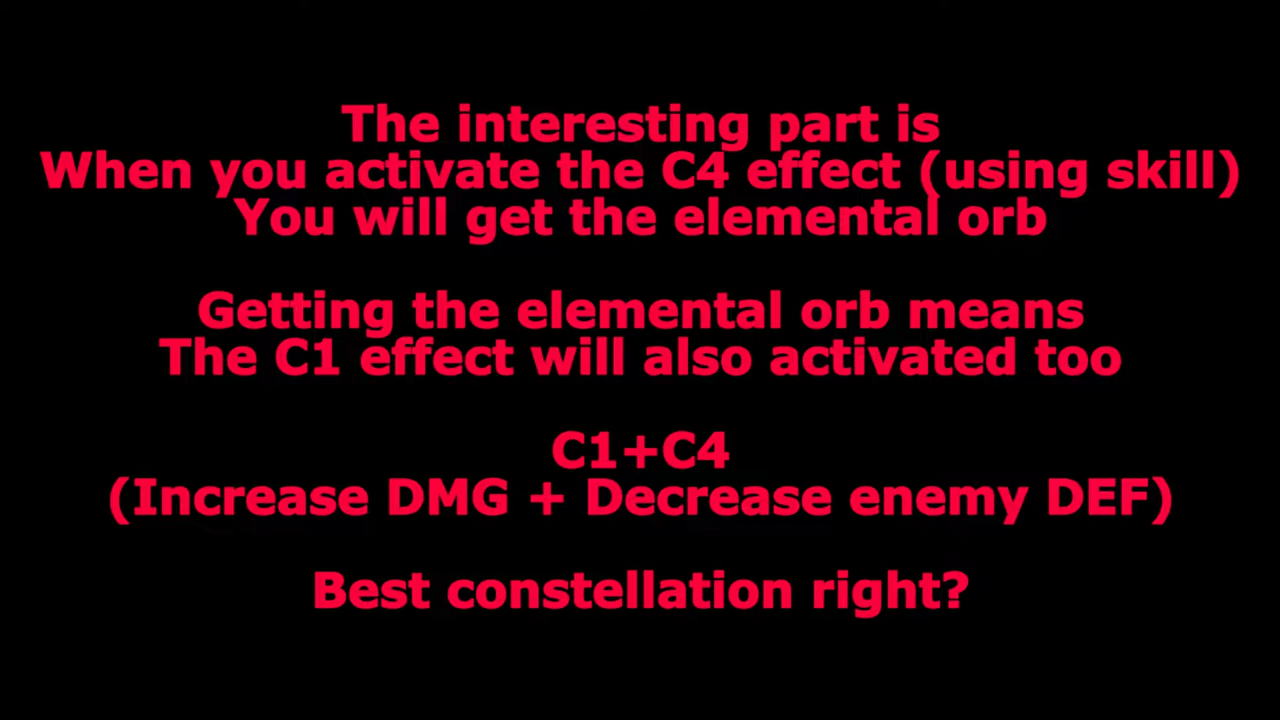 The interesting part is
When you activate the C4 effect (using skill)
You will get the elemental orb
Getting the elemental orb means
The C1 effect will also activated too
C1+C4
(Increase DMG + Decrease enemy DEF)
Best constellation right?